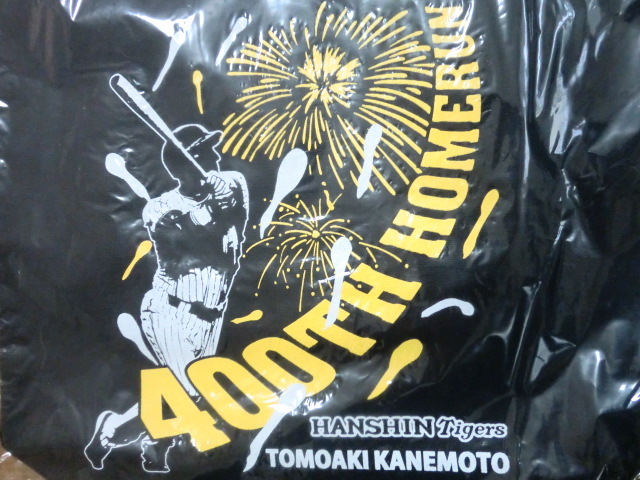 400TH HOMERUN
HANSHIN Tigers
TOMOAKI KANEMOTO